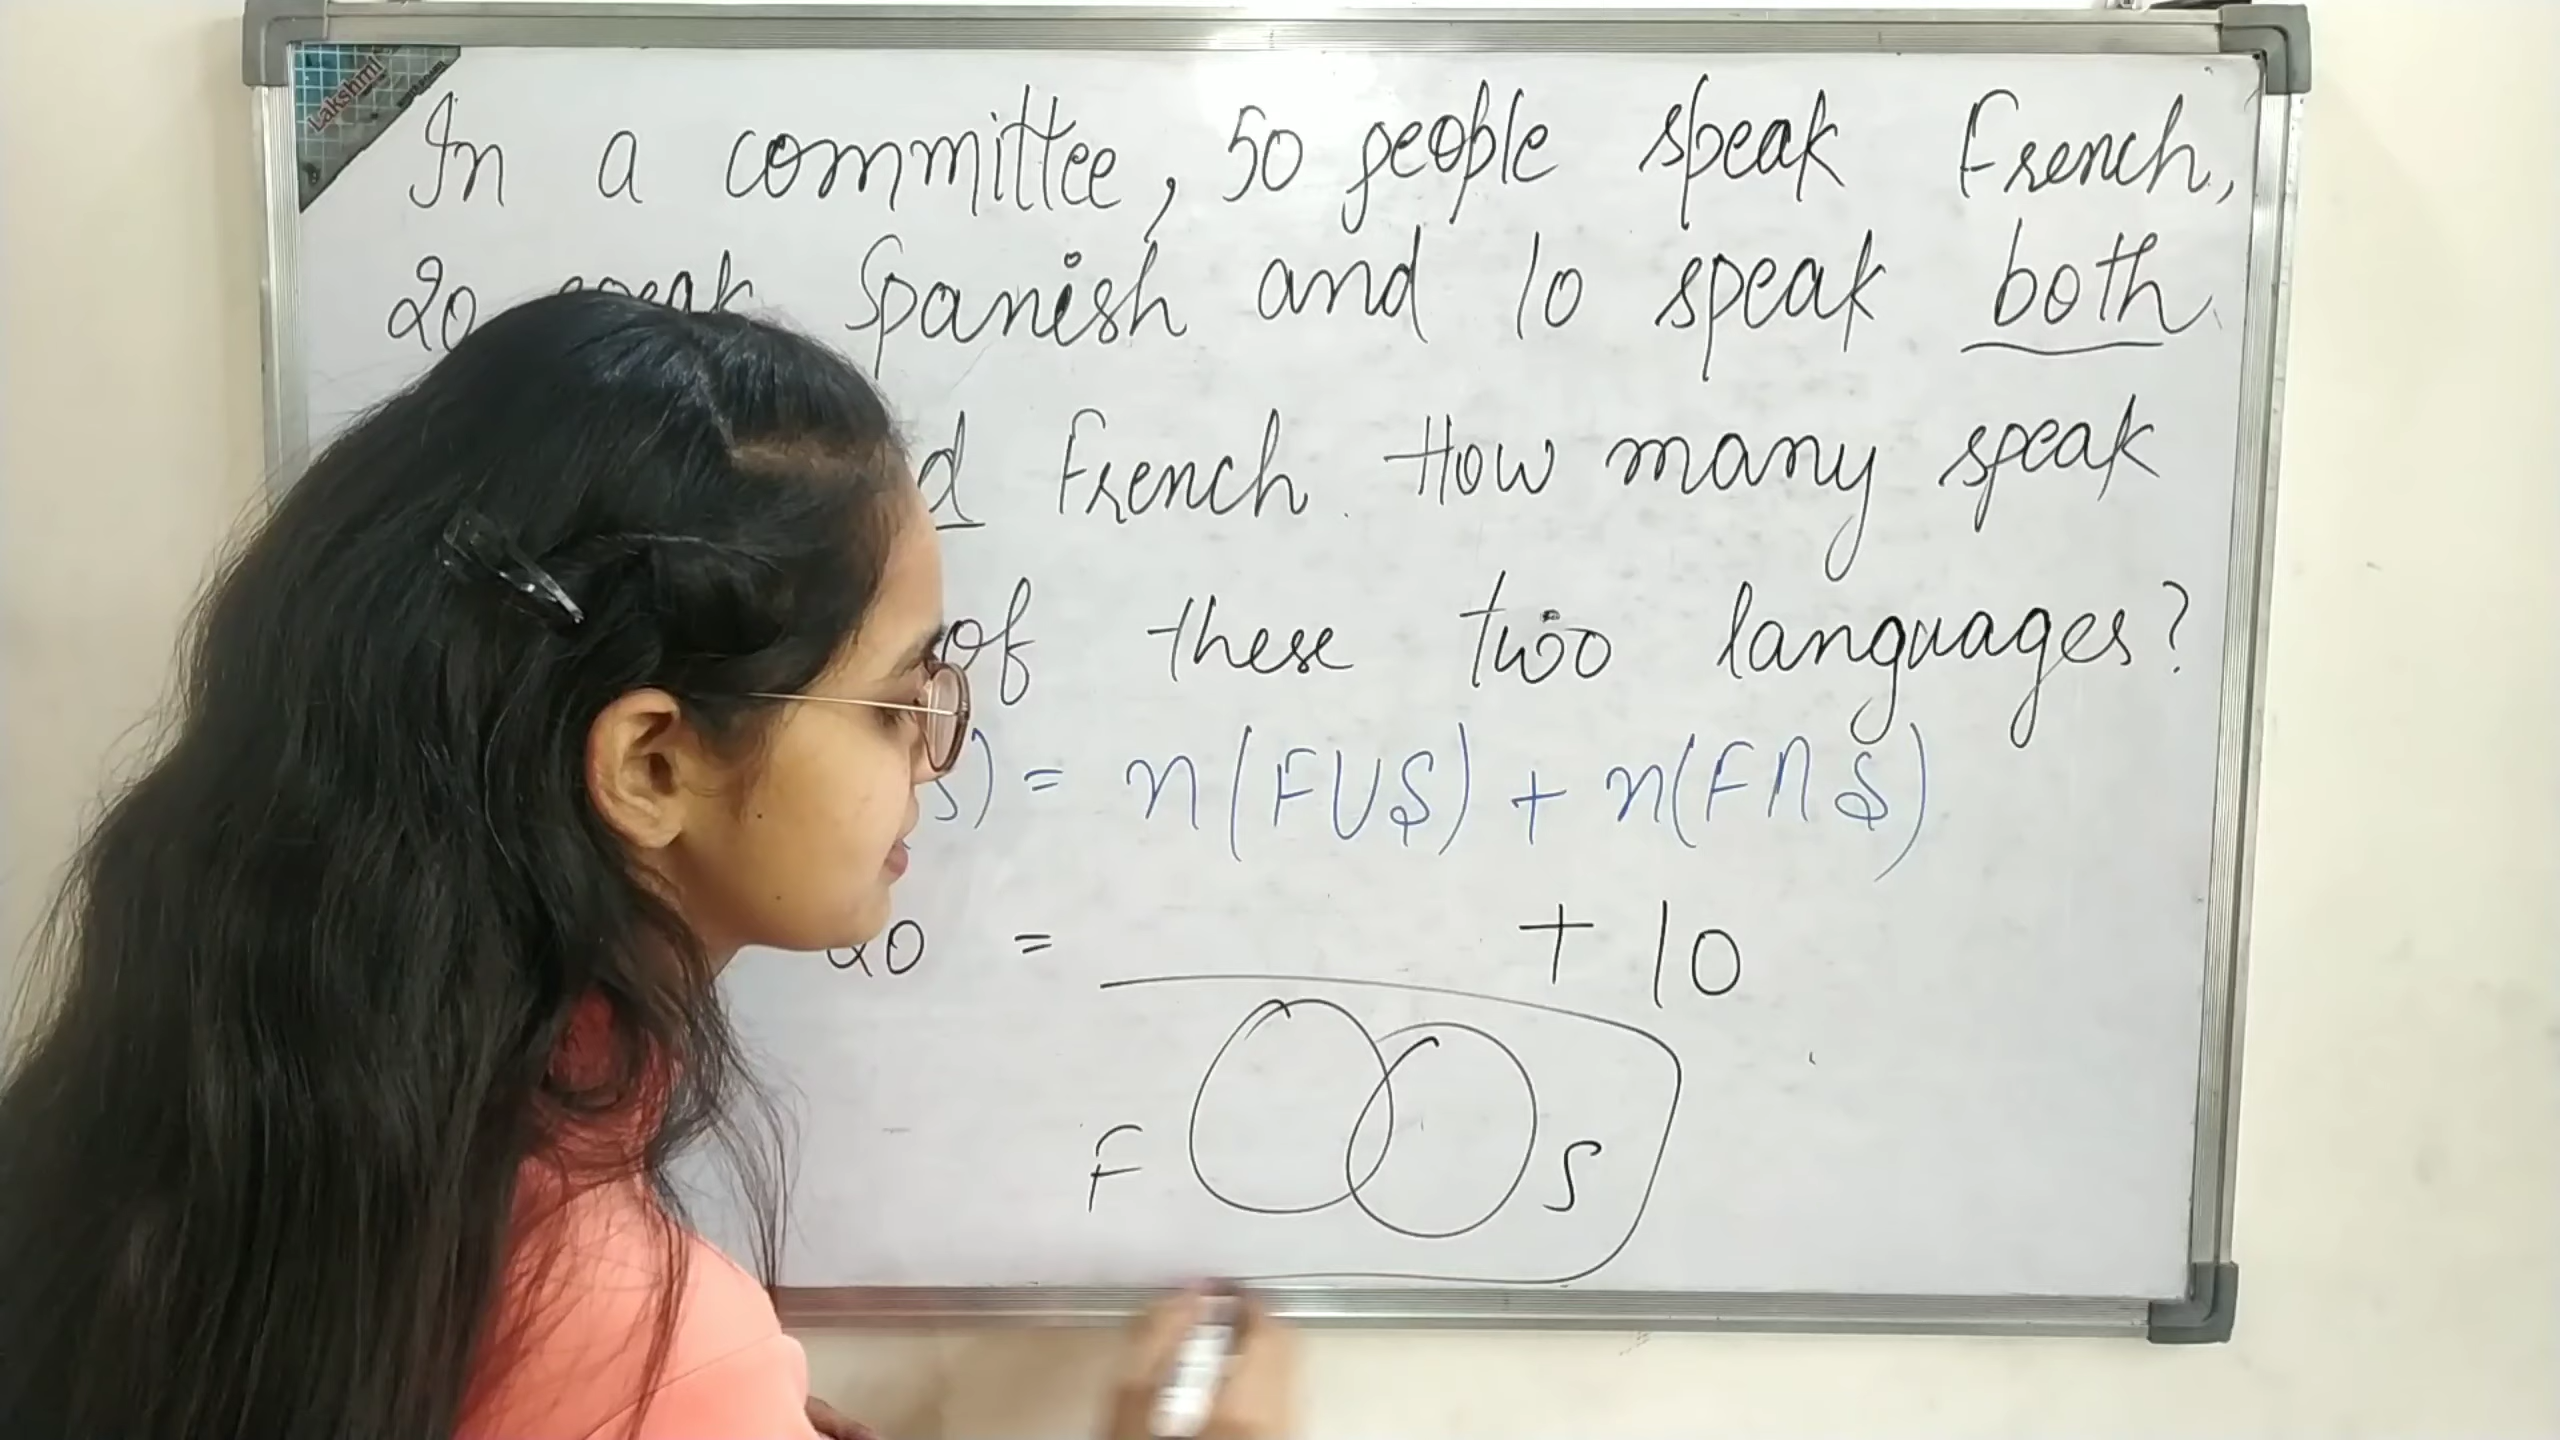 Lakshmi
In a committee, 50 people speak French,
20 speak Spanish and 10 speak both
d French. How many speak
of these two languages?
s) = n(FUS) + n(F∩S)
20 = + 10
F S